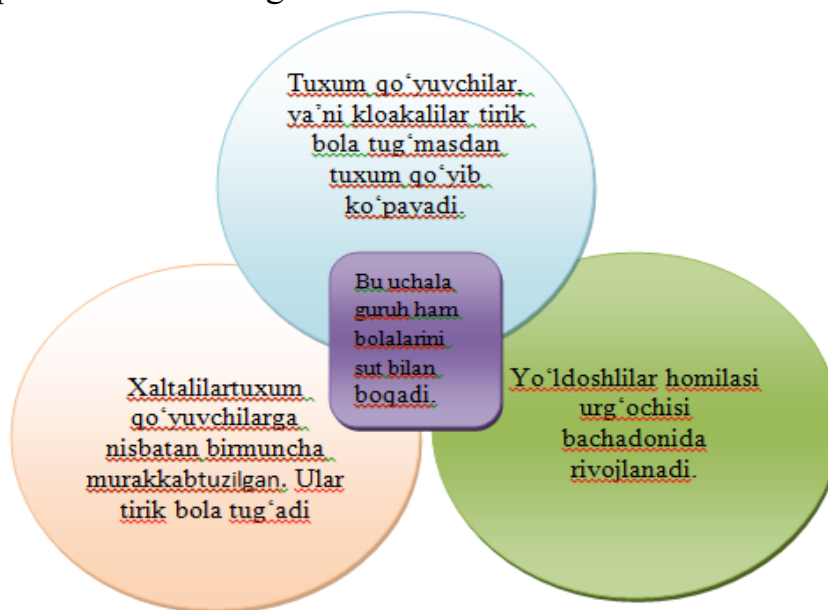 Tuxum qo‘yuvchilar,
ya’ni kloakalilar tirik
bola tug‘masdan
tuxum qo‘yib
ko‘payadi.
Bu uchala
guruh ham
bolalarini
sut bilan
boqadi.
Xaltalilartuxum
qo‘yuvchilarga
nisbatan birmuncha
murakkabtuzilgan. Ular
tirik bola tug‘adi
Yo‘ldoshlilar homilasi
urg‘ochisi
bachadonida
rivojlanadi.